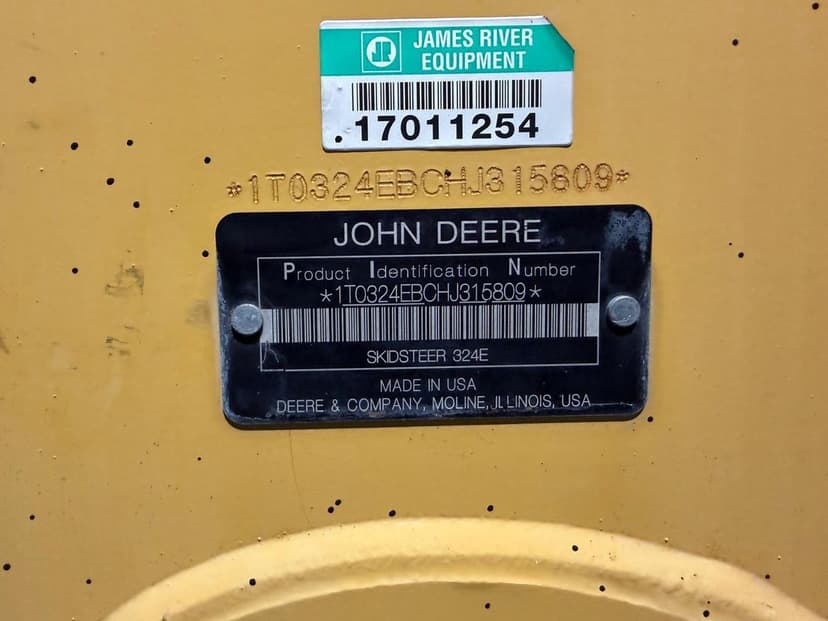 JR JAMES RIVER
EQUIPMENT
17011254
*1T0324EBCHJ315809*
JOHN DEERE
Product Identification Number
*1T0324EBCHJ315809*
SKIDSTEER 324E
MADE IN USA
DEERE & COMPANY, MOLINE, ILLINOIS, USA